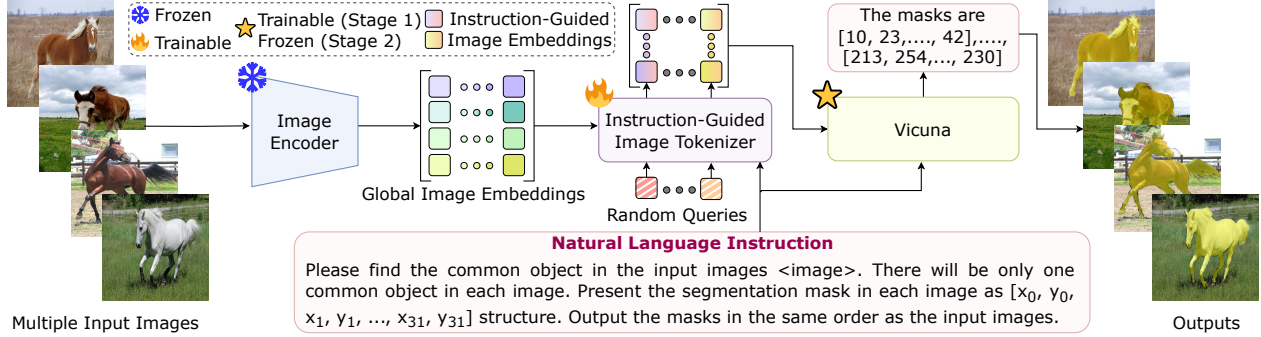 Frozen
Trainable
Trainable (Stage 1)
Frozen (Stage 2)
Instruction-Guided
Image Embeddings
The masks are
[10, 23,...., 42],....,
[213, 254,..., 230]
Image
Encoder
Global Image Embeddings
Instruction-Guided
Image Tokenizer
Random Queries
Vicuna
Natural Language Instruction
Please find the common object in the input images <image>. There will be only one
common object in each image. Present the segmentation mask in each image as [x₀, y₀,
x₁, y₁, ..., x₃₁, y₃₁] structure. Output the masks in the same order as the input images.
Multiple Input Images
Outputs